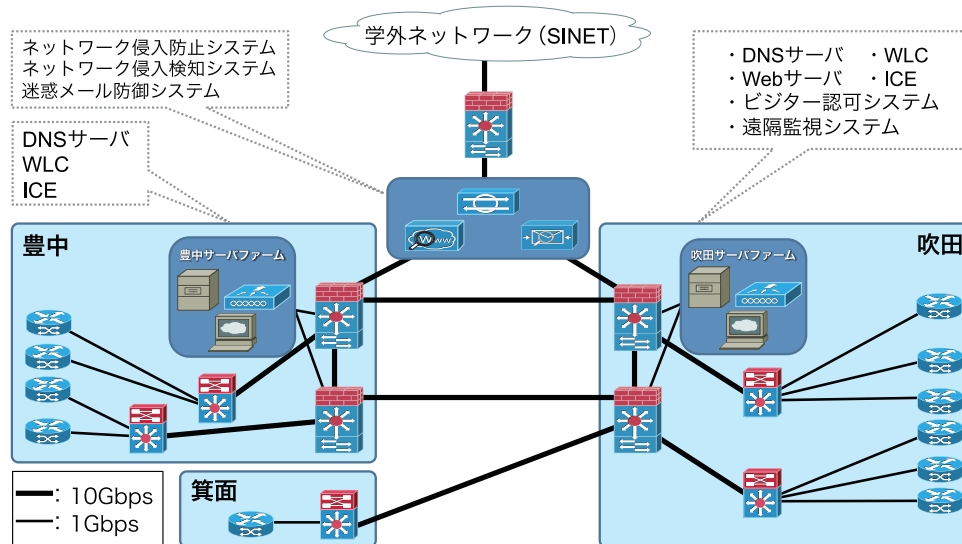 学外ネットワーク(SINET)
ネットワーク侵入防止システム
ネットワーク侵入検知システム
迷惑メール防御システム
・DNSサーバ ・WLC
・Webサーバ ・ICE
・ビジター認可システム
・遠隔監視システム
DNSサーバ
WLC
ICE
W ww
豊中
豊中サーバファーム
吹田
吹田サーバファーム
箕面
: 10Gbps
: 1Gbps